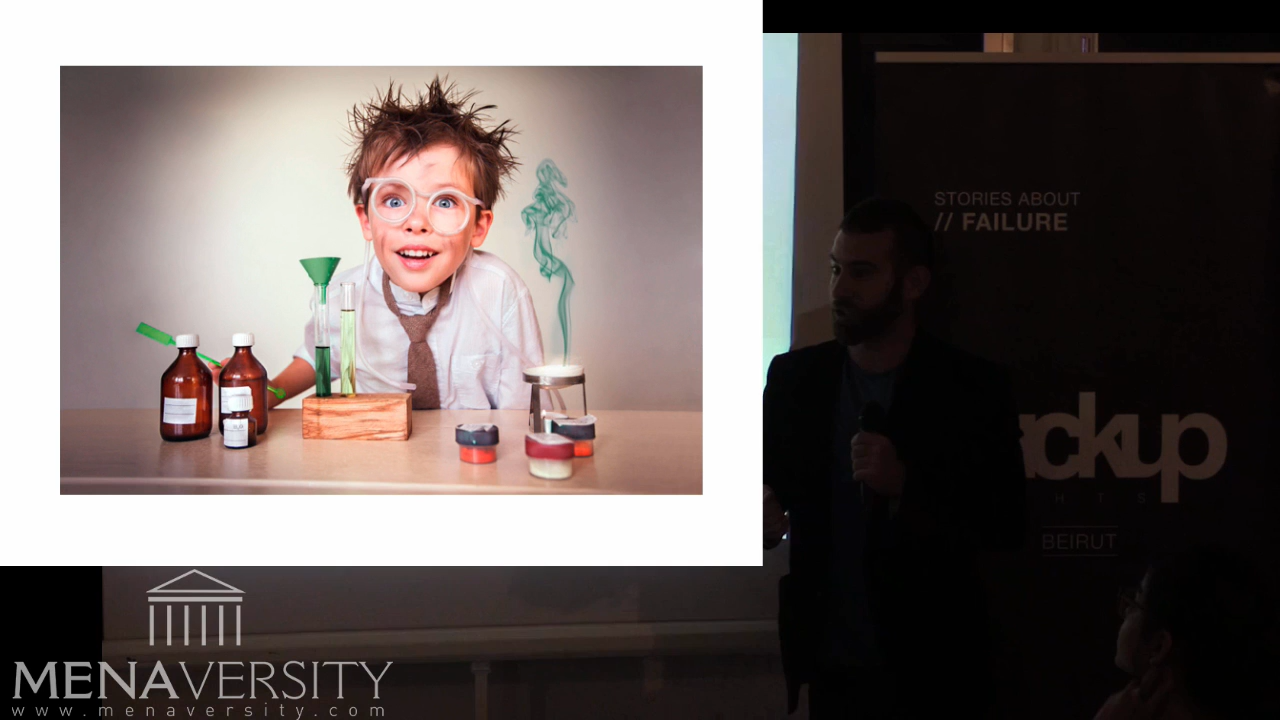 STORIES ABOUT
// FAILURE
ckup
H T S
BEIRUT
MENAVERSITY
www.menaversity.com